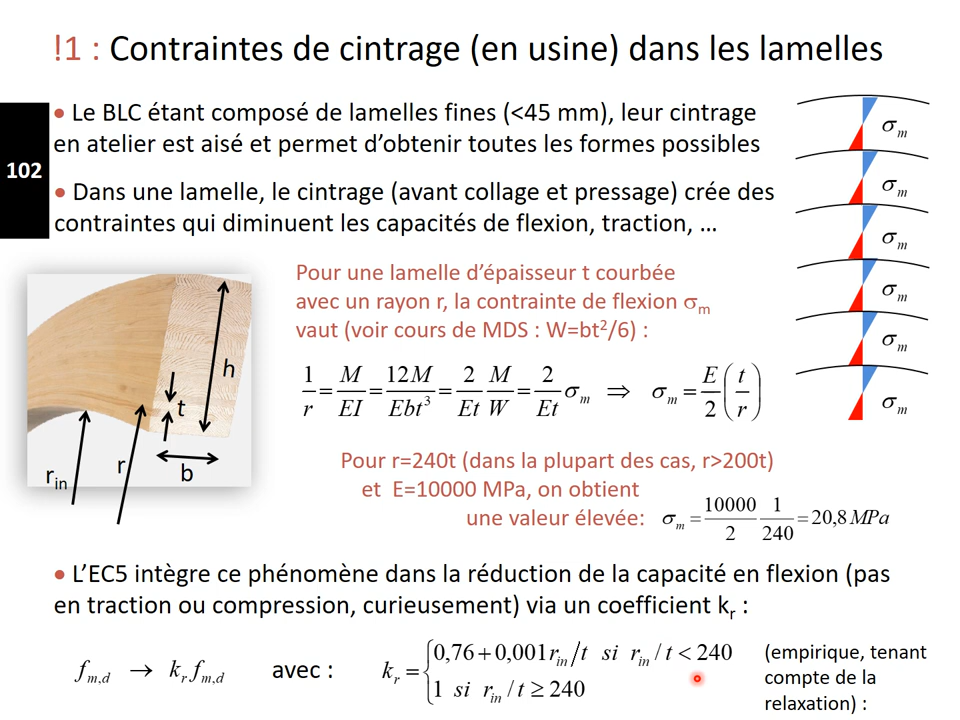 !1 : Contraintes de cintrage (en usine) dans les lamelles
• Le BLC étant composé de lamelles fines (<45 mm), leur cintrage
en atelier est aisé et permet d'obtenir toutes les formes possibles
102
• Dans une lamelle, le cintrage (avant collage et pressage) crée des
contraintes qui diminuent les capacités de flexion, traction, ...
σm
σm
σm
σm
σm
σm
Pour une lamelle d'épaisseur t courbée
avec un rayon r, la contrainte de flexion σm
vaut (voir cours de MDS : W=bt²/6) :
h
t
r
b
rin
1/r = M/EI = 12M/Ebt³ = 2/Et M/W = 2/Et σm ⇒ σm = E/2 (t/r)
Pour r=240t (dans la plupart des cas, r>200t)
et E=10000 MPa, on obtient
une valeur élevée: σm = 10000/2 1/240 = 20,8 MPa
• L'EC5 intègre ce phénomène dans la réduction de la capacité en flexion (pas
en traction ou compression, curieusement) via un coefficient kr :
fm,d → kr fm,d avec : kr = { 0,76 + 0,001 rin/t si rin / t < 240
1 si rin / t ≥ 240
(empirique, tenant
compte de la
relaxation) :